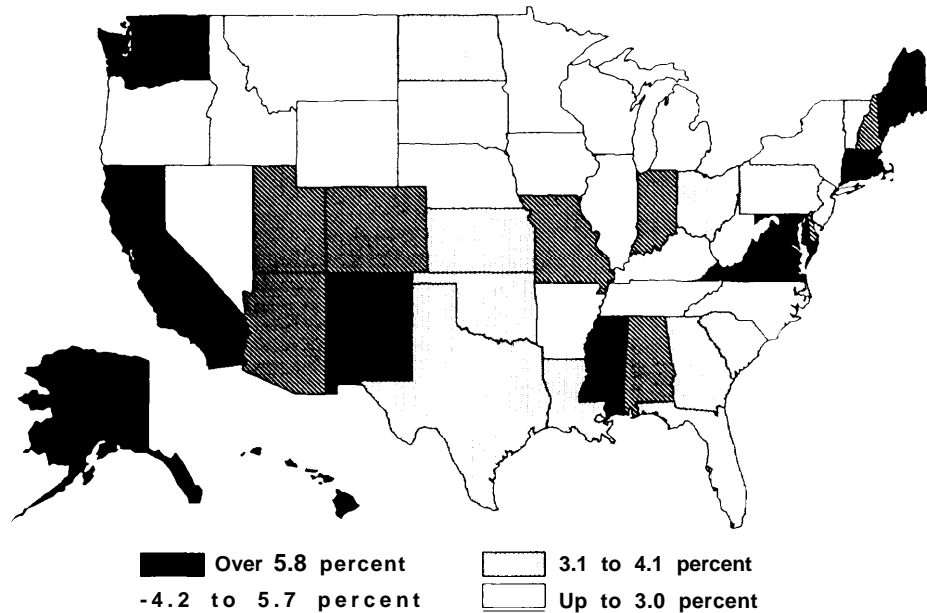 Over 5.8 percent
-4.2 to 5.7 percent
3.1 to 4.1 percent
Up to 3.0 percent